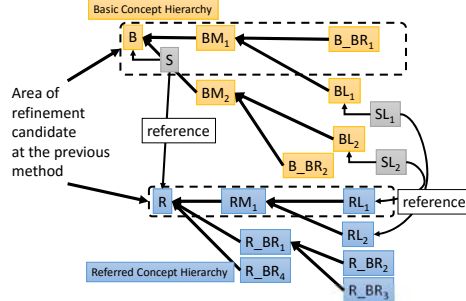 Basic Concept Hierarchy
B
BM1
B_BR1
S
Area of
refinement
candidate
at the previous
method
BM2
BL1
SL1
reference
BL2
SL2
B_BR2
R
RM1
RL1
reference
RL2
R_BR1
R_BR2
Referred Concept Hierarchy
R_BR4
R_BR3